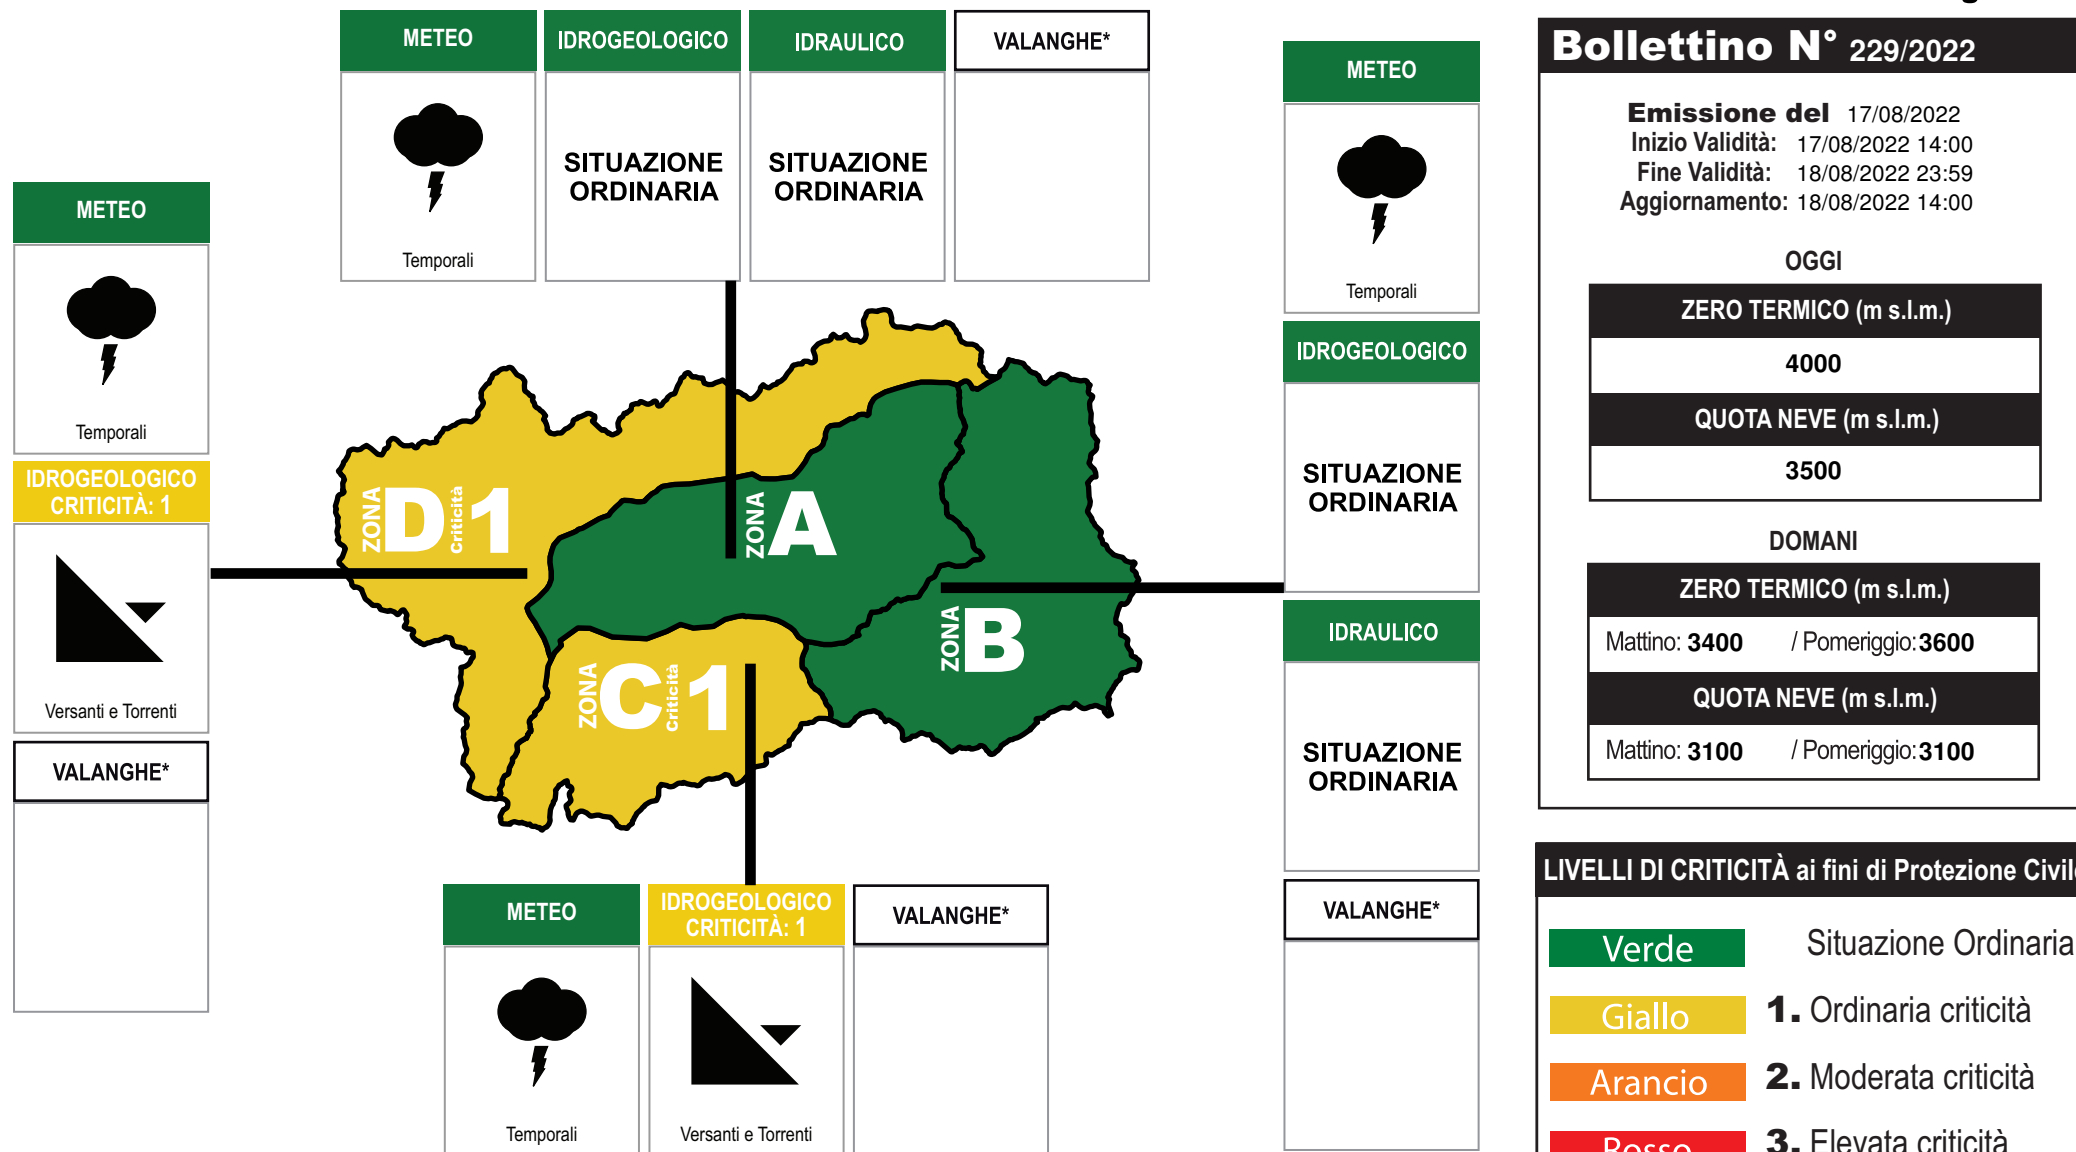 METEO
IDROGEOLOGICO
IDRAULICO
VALANGHE*
SITUAZIONE
ORDINARIA
SITUAZIONE
ORDINARIA
Temporali
METEO
Temporali
IDROGEOLOGICO
CRITICITÀ: 1
Versanti e Torrenti
VALANGHE*
METEO
Temporali
IDROGEOLOGICO
SITUAZIONE
ORDINARIA
IDRAULICO
SITUAZIONE
ORDINARIA
VALANGHE*
ZONA D Criticità 1
ZONA A
ZONA B
ZONA C Criticità 1
METEO
IDROGEOLOGICO
CRITICITÀ: 1
VALANGHE*
Temporali
Versanti e Torrenti
Bollettino N° 229/2022
Emissione del 17/08/2022
Inizio Validità: 17/08/2022 14:00
Fine Validità: 18/08/2022 23:59
Aggiornamento: 18/08/2022 14:00
OGGI
ZERO TERMICO (m s.l.m.)
4000
QUOTA NEVE (m s.l.m.)
3500
DOMANI
ZERO TERMICO (m s.l.m.)
Mattino: 3400 / Pomeriggio: 3600
QUOTA NEVE (m s.l.m.)
Mattino: 3100 / Pomeriggio: 3100
LIVELLI DI CRITICITÀ ai fini di Protezione Civile
Verde Situazione Ordinaria
Giallo 1. Ordinaria criticità
Arancio 2. Moderata criticità
Rosso 3. Elevata criticità